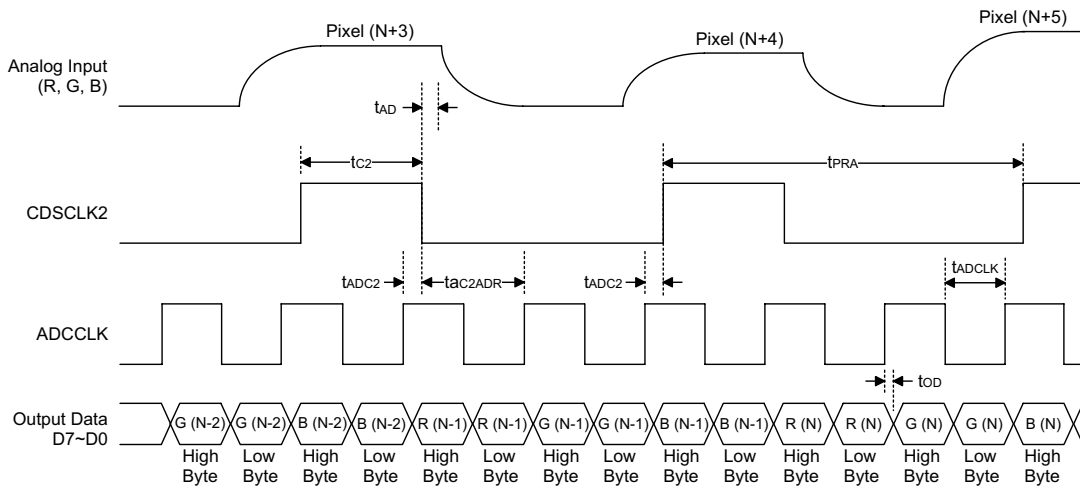 Pixel (N+3)
Pixel (N+4)
Pixel (N+5)
Analog Input
(R, G, B)
tAD
tC2
tPRA
CDSCLK2
tADC2
taC2ADR
tADC2
tADCLK
ADCCLK
tOD
Output Data
D7~D0
G (N-2) G (N-2) B (N-2) B (N-2) R (N-1) R (N-1) G (N-1) G (N-1) B (N-1) B (N-1) R (N) R (N) G (N) G (N) B (N)
High Low High Low High Low High Low High Low High Low High Low High
Byte Byte Byte Byte Byte Byte Byte Byte Byte Byte Byte Byte Byte Byte Byte